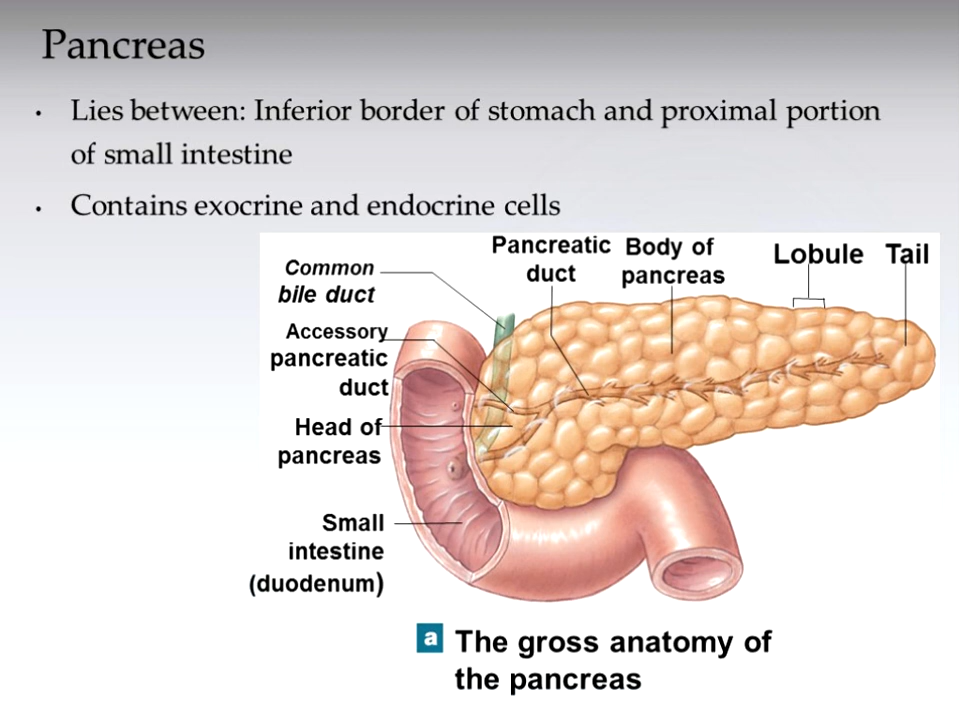 Pancreas
• Lies between: Inferior border of stomach and proximal portion
of small intestine
• Contains exocrine and endocrine cells
Pancreatic
duct
Body of
pancreas
Lobule
Tail
Common
bile duct
Accessory
pancreatic
duct
Head of
pancreas
Small
intestine
(duodenum)
a The gross anatomy of
the pancreas